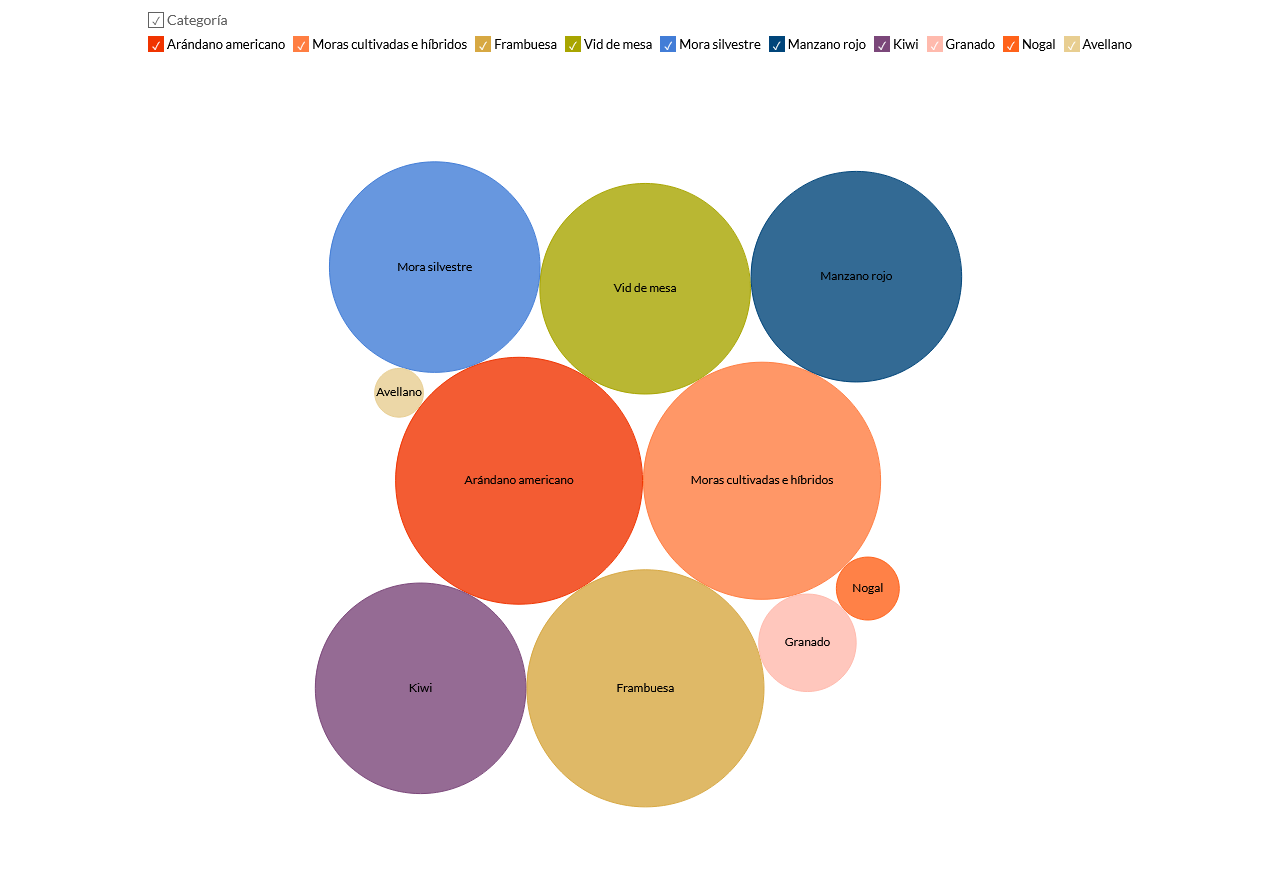 Categoría
Arándano americano Moras cultivadas e híbridos Frambuesa Vid de mesa Mora silvestre Manzano rojo Kiwi Granado Nogal Avellano
Mora silvestre
Vid de mesa
Manzano rojo
Avellano
Arándano americano
Moras cultivadas e híbridos
Nogal
Granado
Kiwi
Frambuesa